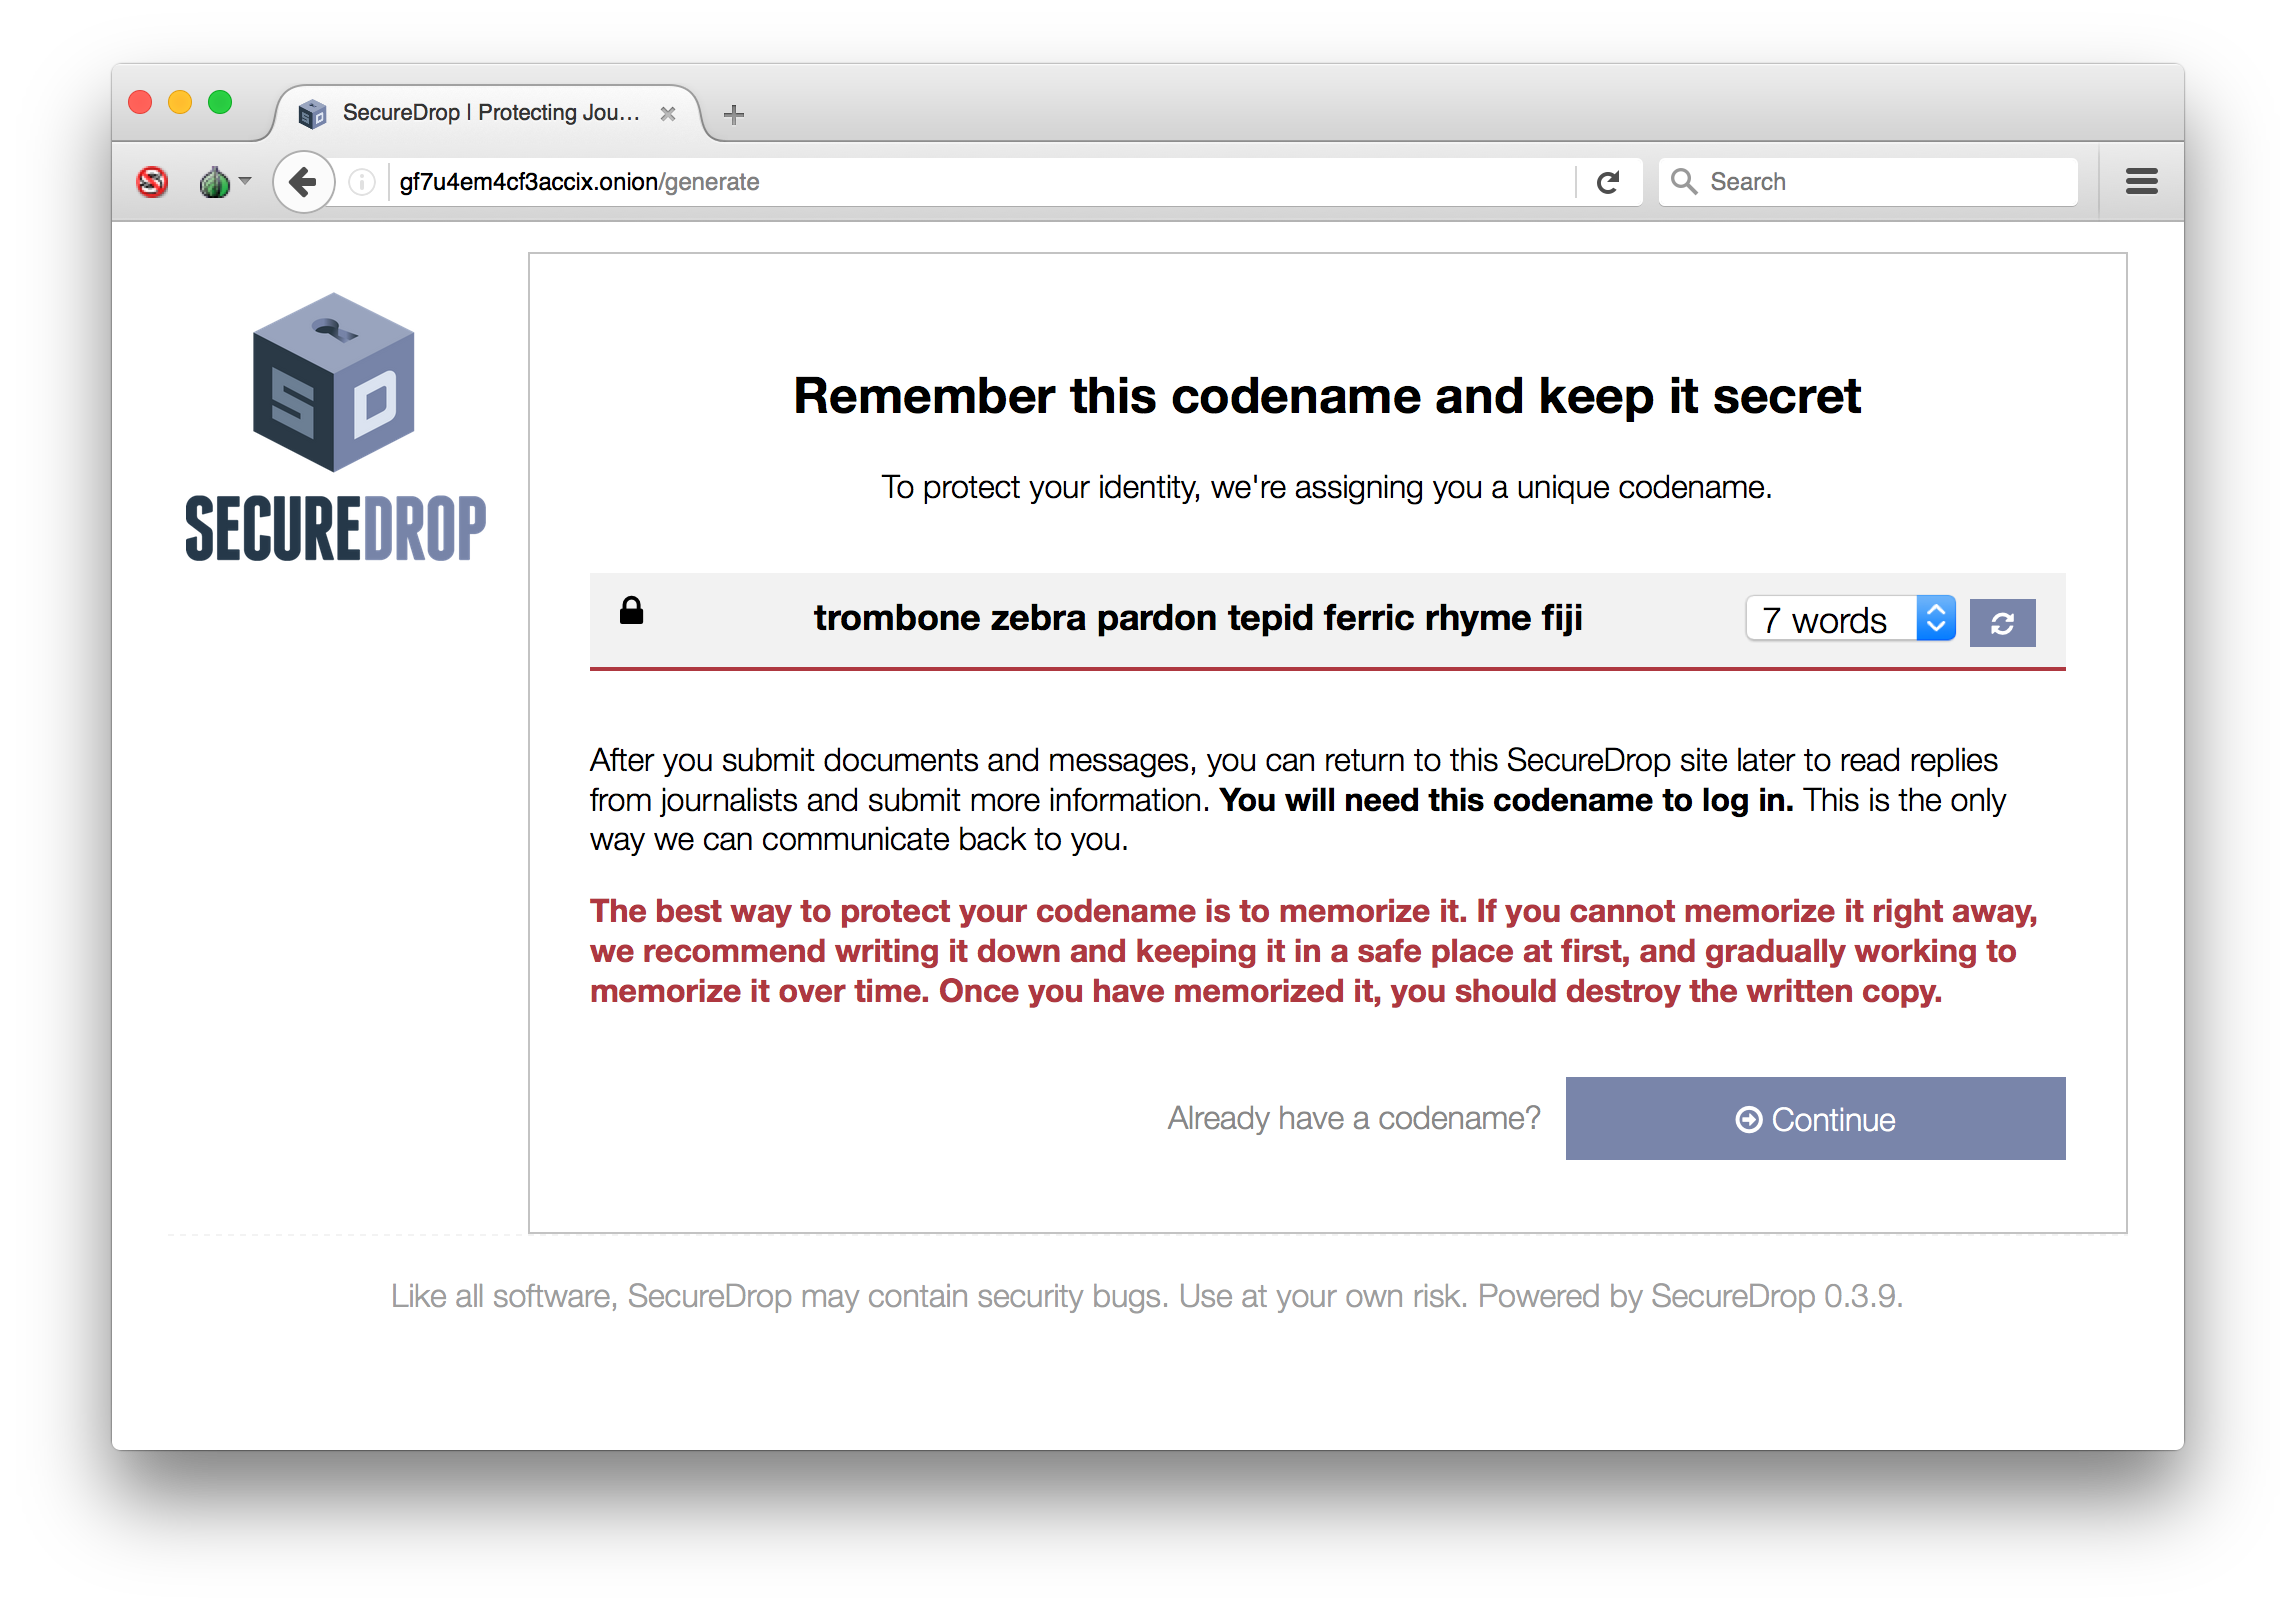 SecureDrop | Protecting Jou...
gf7u4em4cf3accix.onion/generate
Search
S D
SECUREDROP
Remember this codename and keep it secret
To protect your identity, we're assigning you a unique codename.
trombone zebra pardon tepid ferric rhyme fiji
7 words
After you submit documents and messages, you can return to this SecureDrop site later to read replies
from journalists and submit more information. You will need this codename to log in. This is the only
way we can communicate back to you.
The best way to protect your codename is to memorize it. If you cannot memorize it right away,
we recommend writing it down and keeping it in a safe place at first, and gradually working to
memorize it over time. Once you have memorized it, you should destroy the written copy.
Already have a codename?
Continue
Like all software, SecureDrop may contain security bugs. Use at your own risk. Powered by SecureDrop 0.3.9.